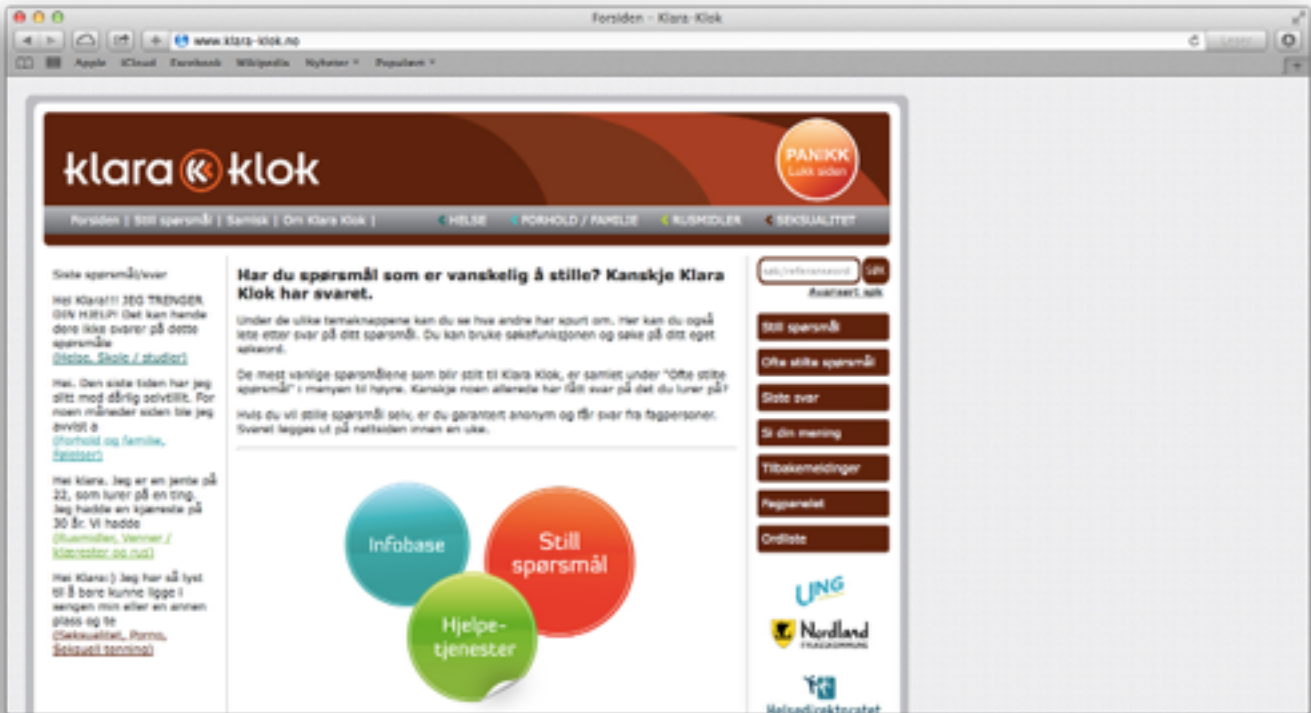 Forsiden - Klara-Klok
www.klara-klok.no
Apple iCloud Facebook Wikipedia Nyheter Populært
klara klok
PANIKK
Lukk siden
Forsiden | Still spørsmål | Samisk | Om Klara Klok |
HELSE FORHOLD / FAMILIE RUSMIDLER SEKSUALITET
Siste spørsmål/svar
Hei Klara!!! JEG TRENGER
DIN HJELP! Det kan hende
dere ikke svarer på dette
spørsmåle
(Helse, Skole / studier)
Hei. Den siste tiden har jeg
slitt med dårlig selvtillit. For
noen måneder siden ble jeg
avvist a
(Forhold og familie,
Følelser)
Hei klara. Jeg er en jente på
22, som lurer på en ting.
Jeg hadde en kjæreste på
30 år. Vi hadde
(Rusmidler, Venner /
kjærester og rus)
Hei Klara:) Jeg har så lyst
til å bare kunne ligge i
sengen min eller en annen
plass og te
(Seksualitet, Porno,
Seksuell tenning)
Har du spørsmål som er vanskelig å stille? Kanskje Klara
Klok har svaret.
Under de ulike temaknappene kan du se hva andre har spurt om. Her kan du også
lete etter svar på ditt spørsmål. Du kan bruke søkefunksjonen og søke på ditt eget
søkeord.
De mest vanlige spørsmålene som blir stilt til Klara Klok, er samlet under "Ofte stilte
spørsmål" i menyen til høyre. Kanskje noen allerede har fått svar på det du lurer på?
Hvis du vil stille spørsmål selv, er du garantert anonym og får svar fra fagpersoner.
Svaret legges ut på nettsiden innen en uke.
Infobase
Still
spørsmål
Hjelpe-
tjenester
SØK
Avansert søk
Still spørsmål
Ofte stilte spørsmål
Siste svar
Si din mening
Tilbakemeldinger
Fagpanelet
Ordliste
UNG
Nordland
FYLKESKOMMUNE
Helsedirektoratet